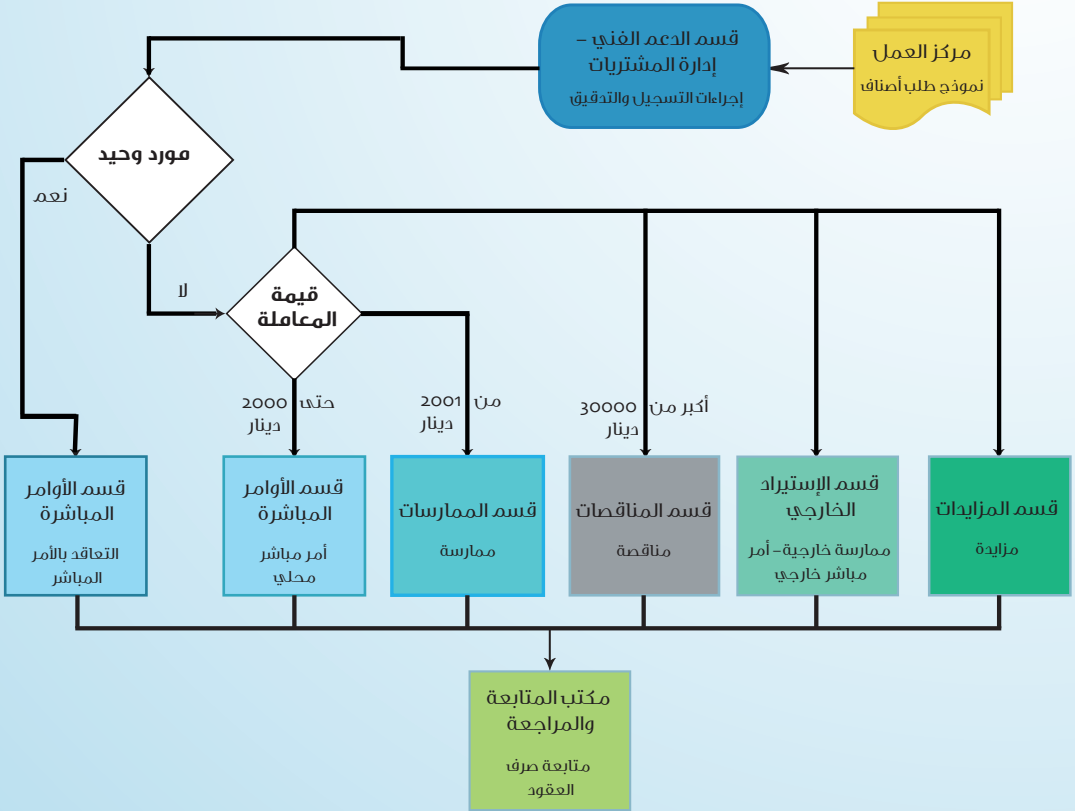 مركز العمل
نموذج طلب أصناف
قسم الدعم الفني –
إدارة المشتريات
إجراءات التسجيل والتدقيق
مورد وحيد
نعم
لا
قيمة
المعاملة
حتى 2000
دينار
من 2001
دينار
أكبر من 30000
دينار
قسم المزايدات
مزايدة
قسم الإستيراد
الخارجي
ممارسة خارجية– أمر
مباشر خارجي
قسم المناقصات
مناقصة
قسم الممارسات
ممارسة
قسم الأوامر
المباشرة
أمر مباشر
محلي
قسم الأوامر
المباشرة
التعاقد بالأمر
المباشر
مكتب المتابعة
والمراجعة
متابعة صرف
العقود